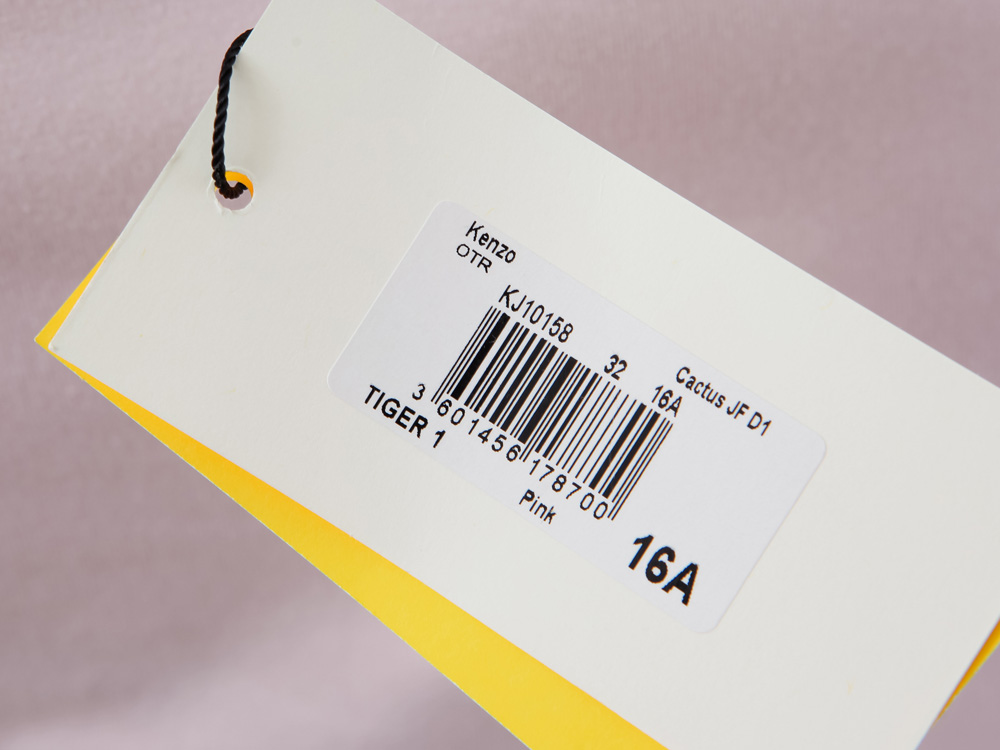 Kenzo
OTR
KJ10158 32 16A Cactus JF D1
3 601456 178700
TIGER 1
Pink
16A